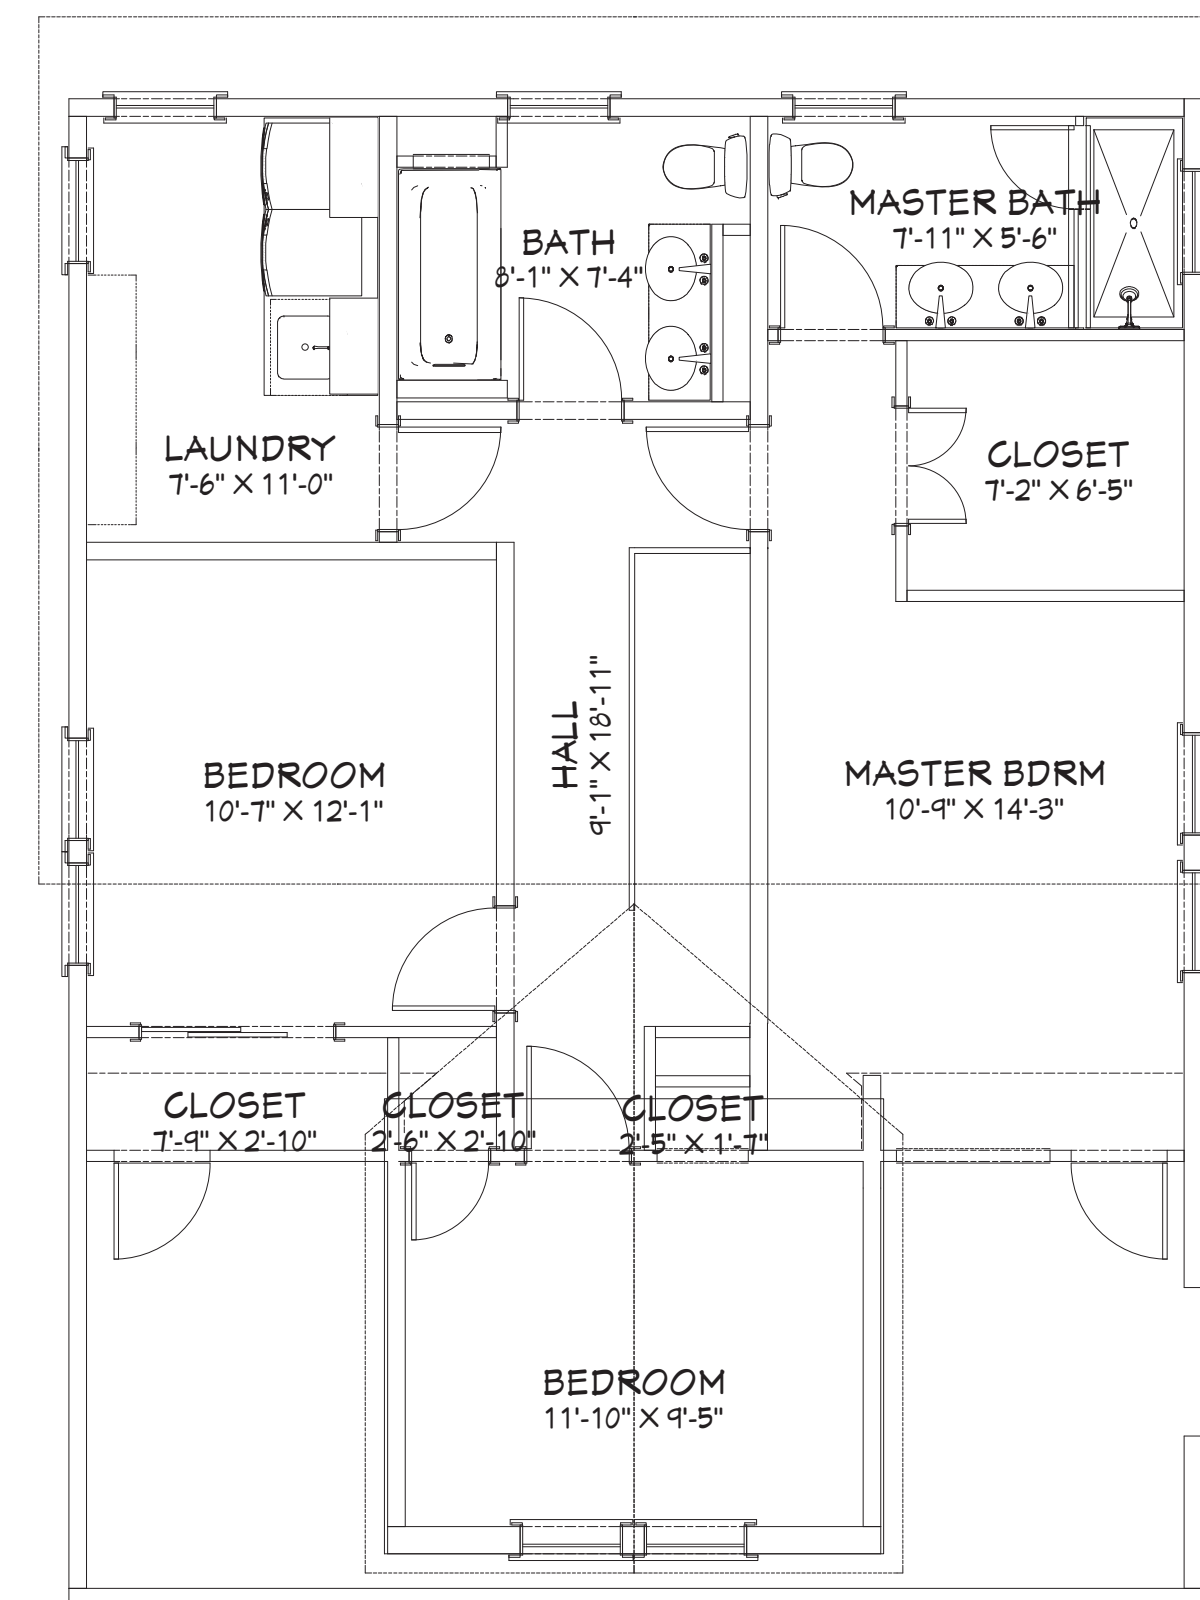 MASTER BATH
7'-11" X 5'-6"
BATH
8'-1" X 7'-4"
LAUNDRY
7'-6" X 11'-0"
CLOSET
7'-2" X 6'-5"
HALL
9'-1" X 18'-11"
BEDROOM
10'-7" X 12'-1"
MASTER BDRM
10'-9" X 14'-3"
CLOSET
7'-9" X 2'-10"
CLOSET
2'-6" X 2'-10"
CLOSET
2'-5" X 1'-7"
BEDROOM
11'-10" X 9'-5"